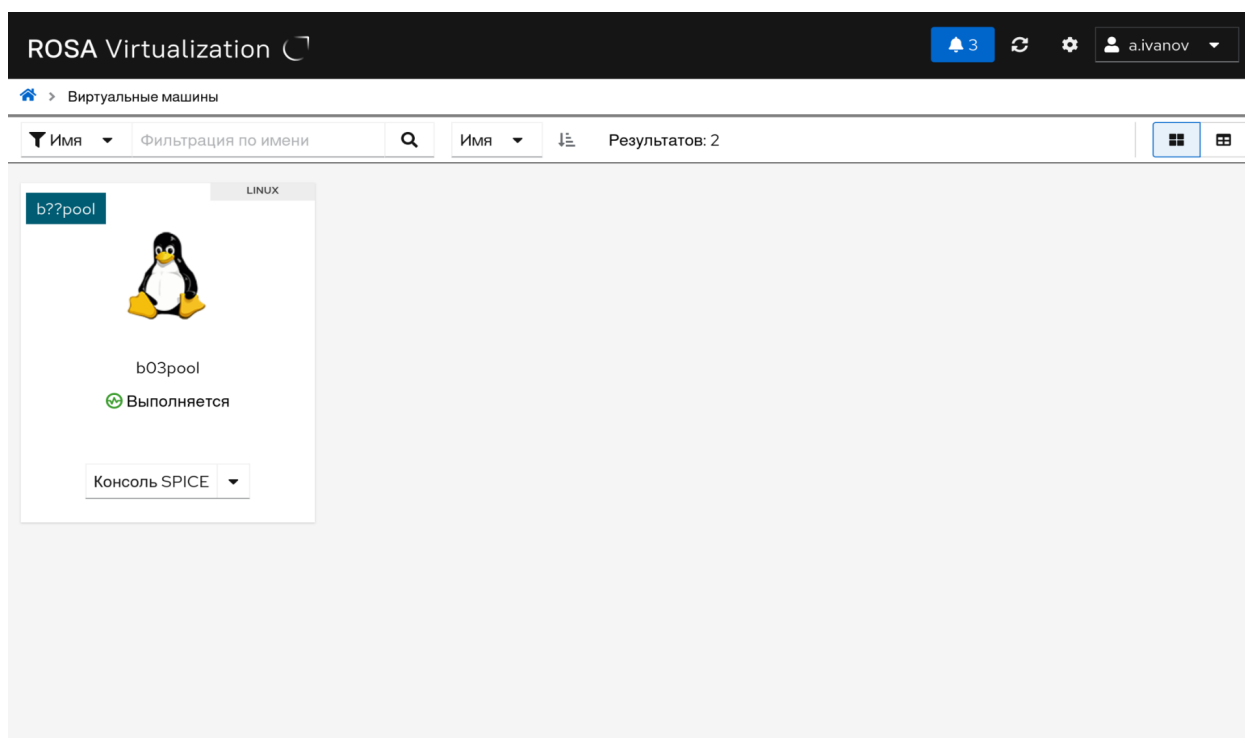 ROSA Virtualization
3
a.ivanov
Виртуальные машины
Имя
Фильтрация по имени
Имя
Результатов: 2
LINUX
b??pool
b03pool
Выполняется
Консоль SPICE